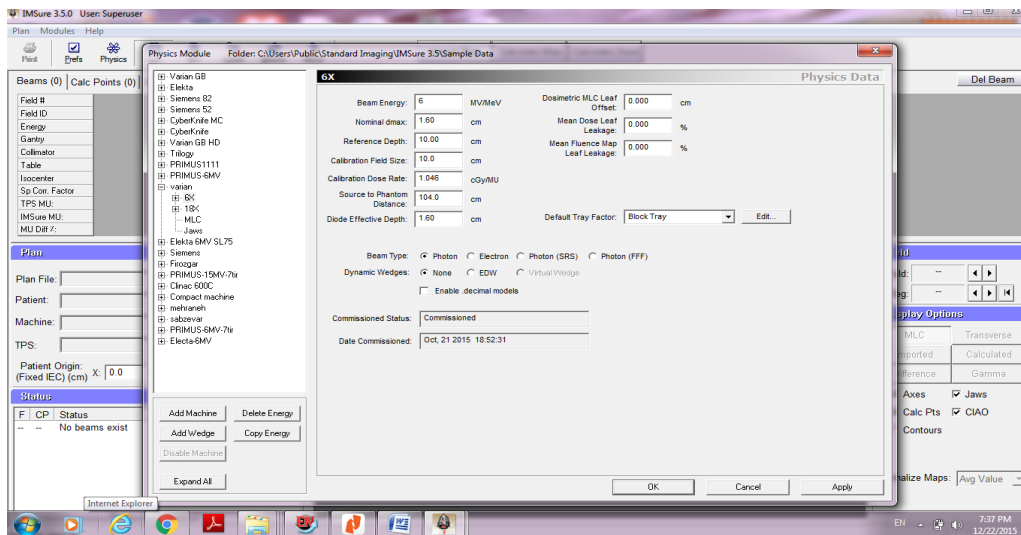 IMSure 3.5.0 User: Superuser
Plan Modules Help
Print Prefs Physics
Beams (0) Calc Points (0)
Del Beam
Field #
Field ID
Energy
Gantry
Collimator
Table
Isocenter
Sp Corr. Factor
TPS MU:
IMSure MU:
MU Diff %:
Plan
Plan File:
Patient:
Machine:
TPS:
Patient Origin:
(Fixed IEC) (cm) X: 0.0
Status
F CP Status
-- -- No beams exist
Internet Explorer
Physics Module Folder: C:\Users\Public\Standard Imaging\IMSure 3.5\Sample Data
Varian GB
Elekta
Siemens 82
Siemens 52
CyberKnife MC
CyberKnife
Varian GB HD
Trilogy
PRIMUS1111
PRIMUS-6MV
varian
6X
18X
MLC
Jaws
Elekta 6MV SL75
Siemens
Firozgar
PRIMUS-15MV-7tir
Clinac 600C
Compact machine
mehraneh
sabzevar
PRIMUS-6MV-7tir
Electa-6MV
Add Machine Delete Energy
Add Wedge Copy Energy
Disable Machine
Expand All
6X Physics Data
Beam Energy: 6 MV/MeV
Nominal dmax: 1.60 cm
Reference Depth: 10.00 cm
Calibration Field Size: 10.0 cm
Calibration Dose Rate: 1.046 cGy/MU
Source to Phantom
Distance: 104.0 cm
Diode Effective Depth: 1.60 cm
Dosimetric MLC Leaf
Offset: 0.000 cm
Mean Dose Leaf
Leakage: 0.000 %
Mean Fluence Map
Leaf Leakage: 0.000 %
Default Tray Factor: Block Tray Edit...
Beam Type: Photon Electron Photon (SRS) Photon (FFF)
Dynamic Wedges: None EDW Virtual Wedge
Enable .decimal models
Commissioned Status: Commissioned
Date Commissioned: Oct, 21 2015 18:52:31
OK Cancel Apply
MLC Transverse
Calculated
Gamma
Axes Jaws
Calc Pts CIAO
Contours
Maps: Avg Value
EN 7:37 PM
12/22/2015